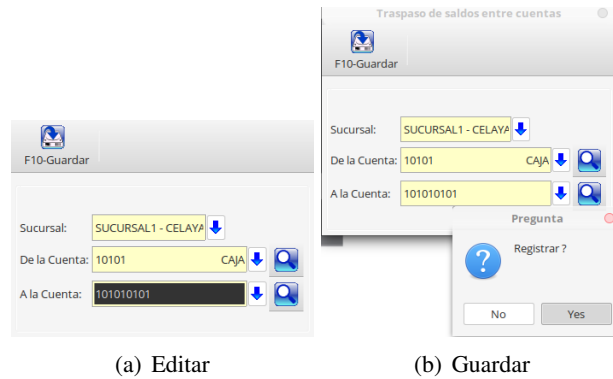 F10-Guardar
Sucursal:
SUCURSAL1 - CELAYA
De la Cuenta:
10101 CAJA
A la Cuenta:
101010101
(a) Editar
Traspaso de saldos entre cuentas
F10-Guardar
Sucursal:
SUCURSAL1 - CELAYA
De la Cuenta:
10101 CAJA
A la Cuenta:
101010101
Pregunta
Registrar ?
No
Yes
(b) Guardar